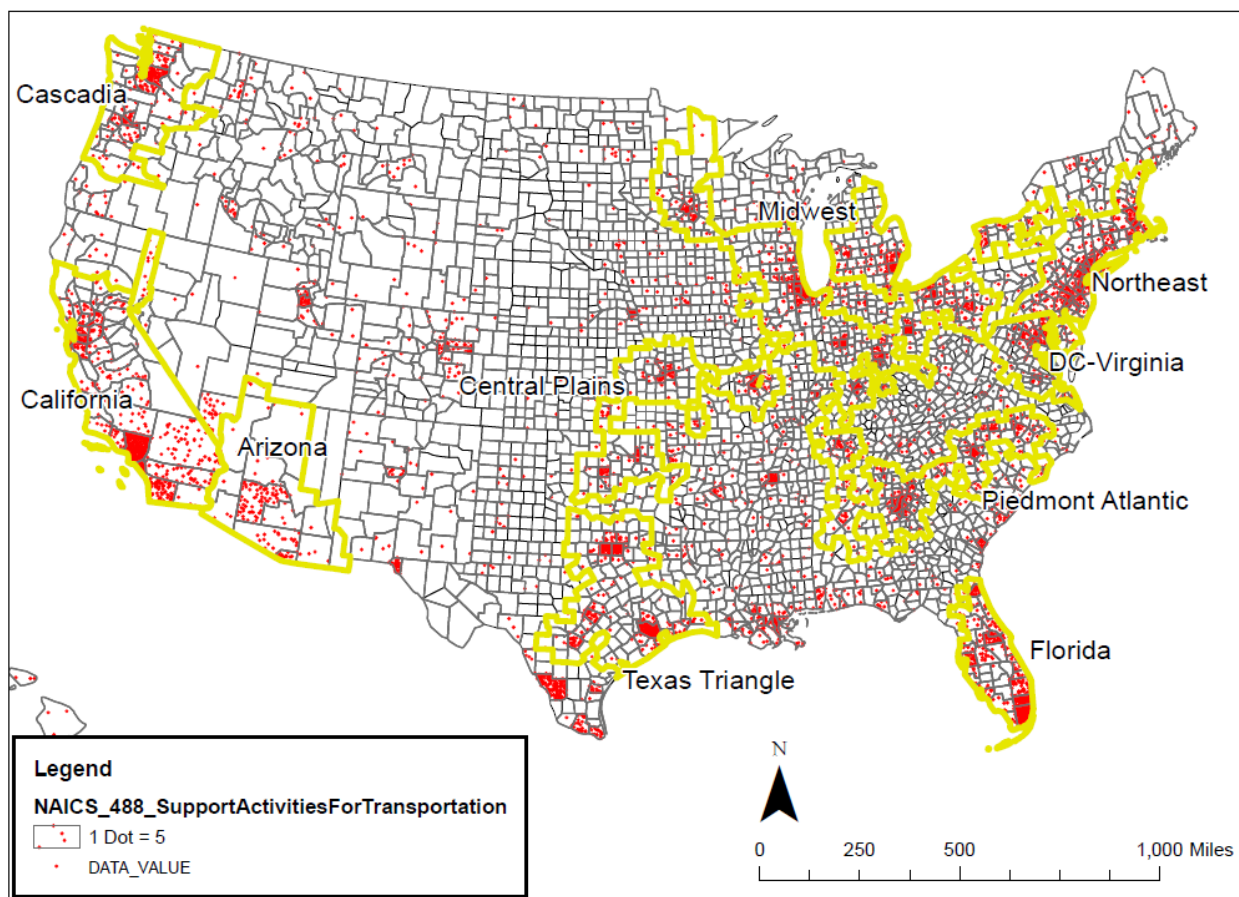 Cascadia
Midwest
Northeast
DC-Virginia
Central Plains
California
Arizona
Piedmont Atlantic
Florida
Texas Triangle
N
Legend
NAICS_488_SupportActivitiesForTransportation
1 Dot = 5
DATA_VALUE
0 250 500 1,000 Miles